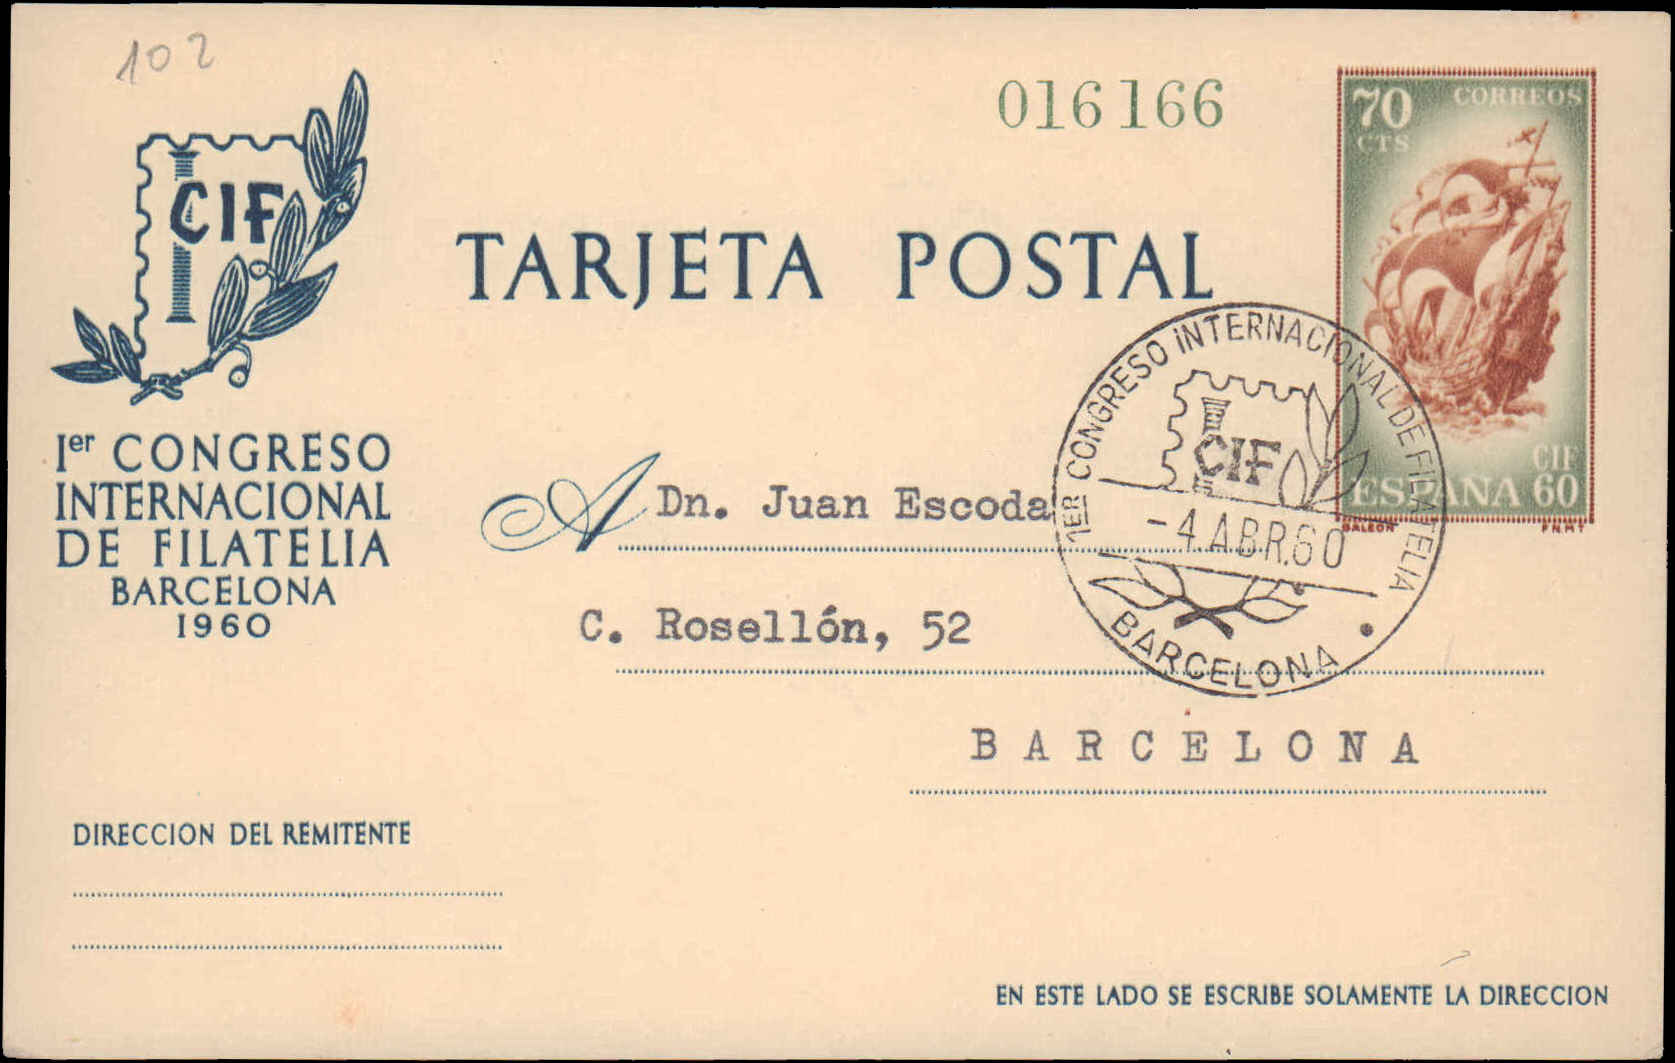 102
CIF
Ier CONGRESO
INTERNACIONAL
DE FILATELIA
BARCELONA
1960
016166
TARJETA POSTAL
70 CORREOS
CTS
CIF
ESPAÑA 60
GALEON F.N.M.T
1ER CONGRESO INTERNACIONAL DE FILATELIA
CIF
-4.ABR.60
BARCELONA
A Dn. Juan Escoda
C. Rosellón, 52
BARCELONA
DIRECCION DEL REMITENTE
EN ESTE LADO SE ESCRIBE SOLAMENTE LA DIRECCION